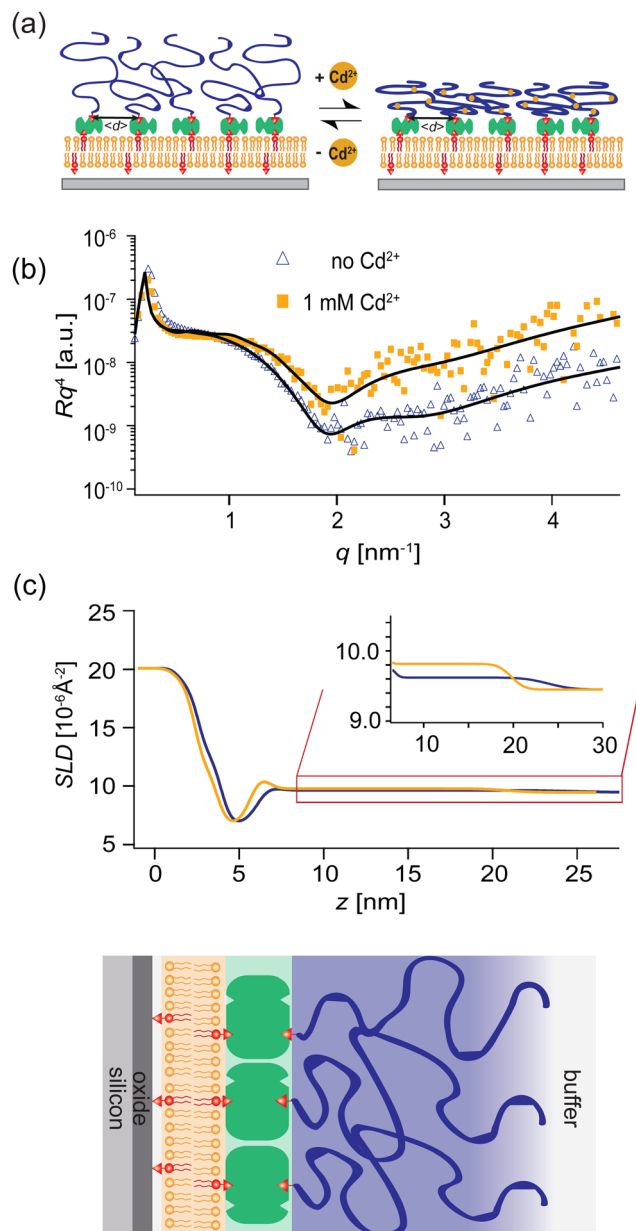 (a)
+ Cd²⁺
- Cd²⁺
<d>
<d>
(b)
10⁻⁶
10⁻⁷
10⁻⁸
10⁻⁹
10⁻¹⁰
Rq⁴ [a.u.]
no Cd²⁺
1 mM Cd²⁺
1 2 3 4
q [nm⁻¹]
(c)
25
20
15
10
5
SLD [10⁻⁶Å⁻²]
10.0
9.0
10 20 30
0 5 10 15 20 25
z [nm]
silicon
oxide
buffer